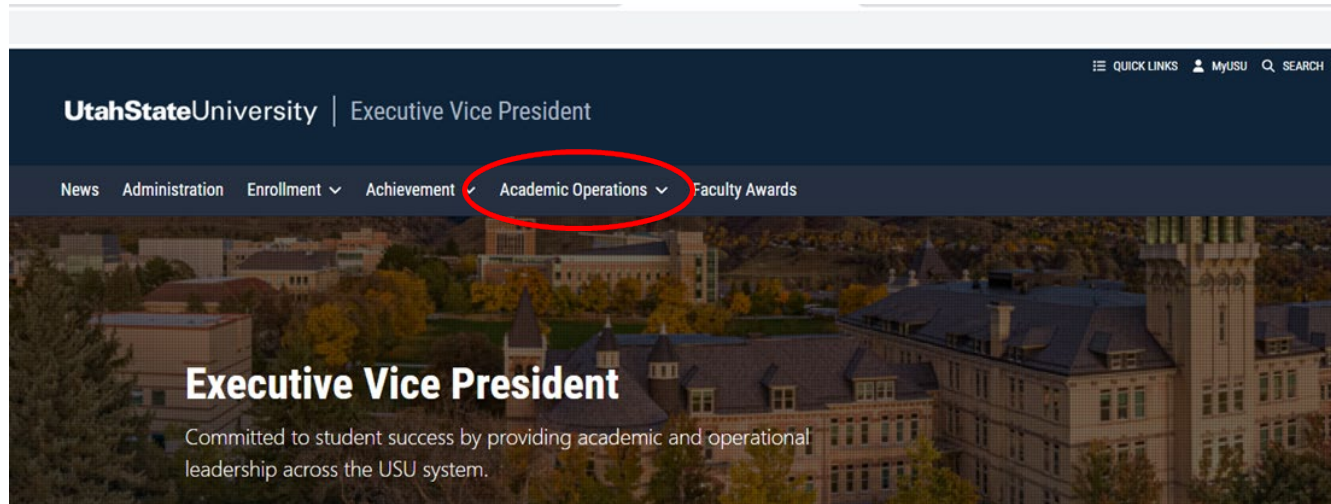 QUICK LINKS MyUSU SEARCH
UtahStateUniversity | Executive Vice President
News Administration Enrollment Achievement Academic Operations Faculty Awards
Executive Vice President
Committed to student success by providing academic and operational
leadership across the USU system.